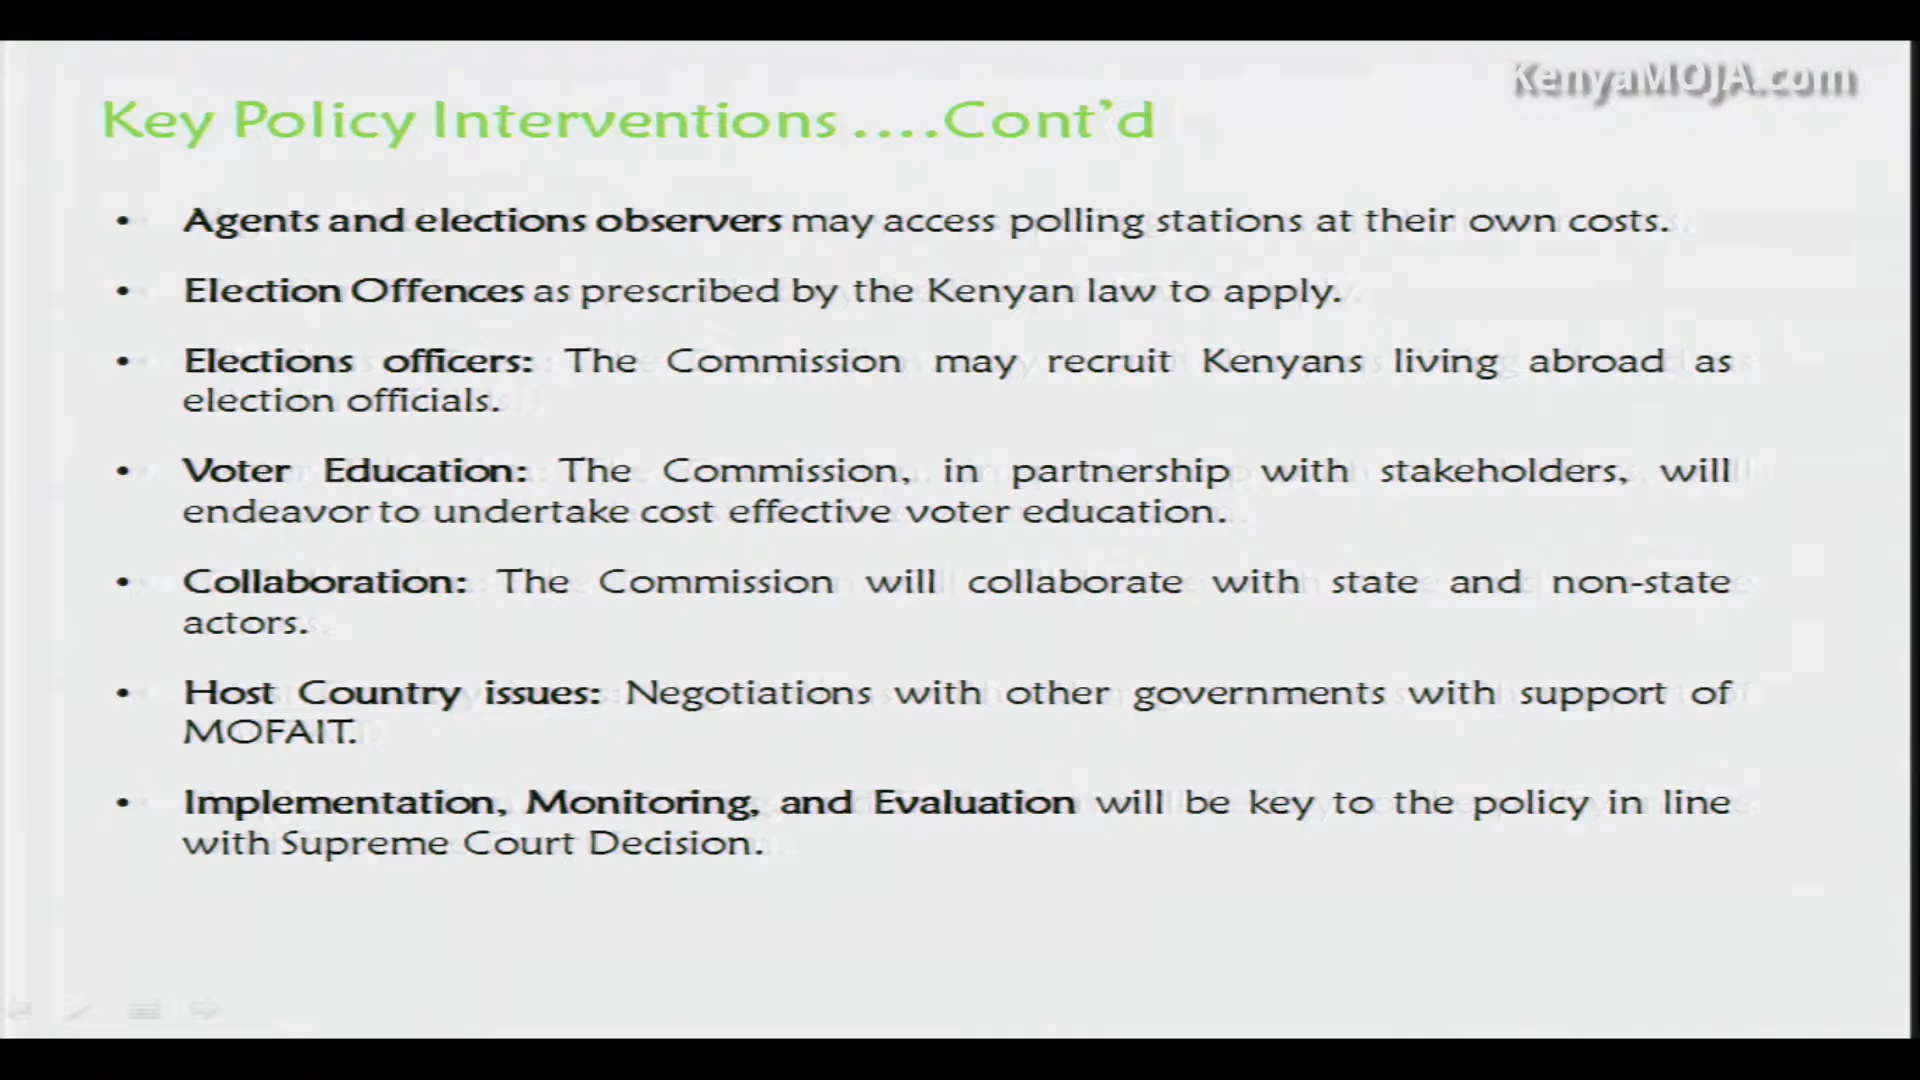 KenyaMOJA.com
Key Policy Interventions ....Cont'd
• Agents and elections observers may access polling stations at their own costs.
• Election Offences as prescribed by the Kenyan law to apply.
• Elections officers: The Commission may recruit Kenyans living abroad as
election officials.
• Voter Education: The Commission, in partnership with stakeholders, will
endeavor to undertake cost effective voter education.
• Collaboration: The Commission will collaborate with state and non-state
actors.
• Host Country issues: Negotiations with other governments with support of
MOFAIT.
• Implementation, Monitoring, and Evaluation will be key to the policy in line
with Supreme Court Decision.